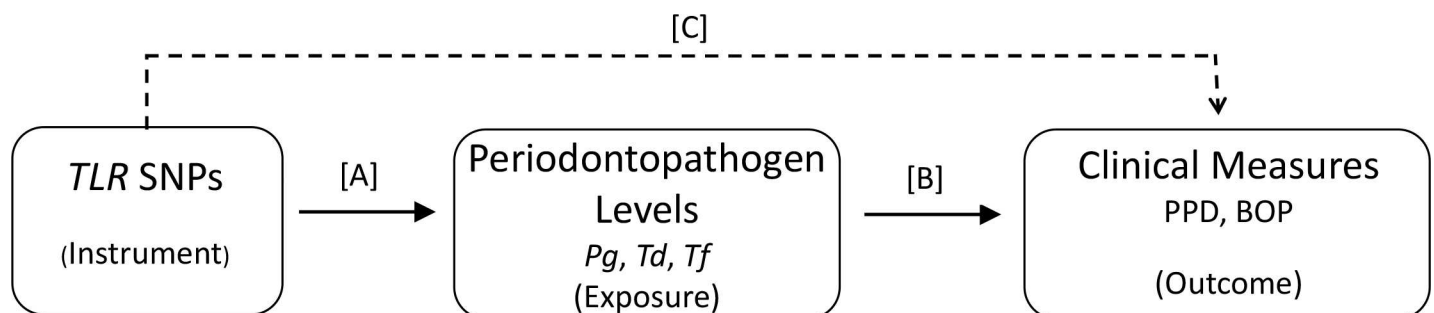 [C]
TLR SNPs
(Instrument)
[A]
Periodontopathogen
Levels
Pg, Td, Tf
(Exposure)
[B]
Clinical Measures
PPD, BOP
(Outcome)